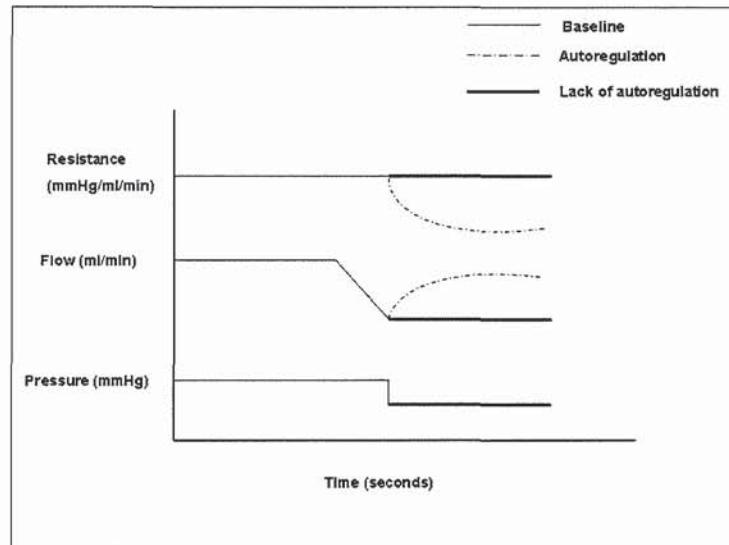 Baseline
Autoregulation
Lack of autoregulation
Resistance
(mmHg/ml/min)
Flow (ml/min)
Pressure (mmHg)
Time (seconds)